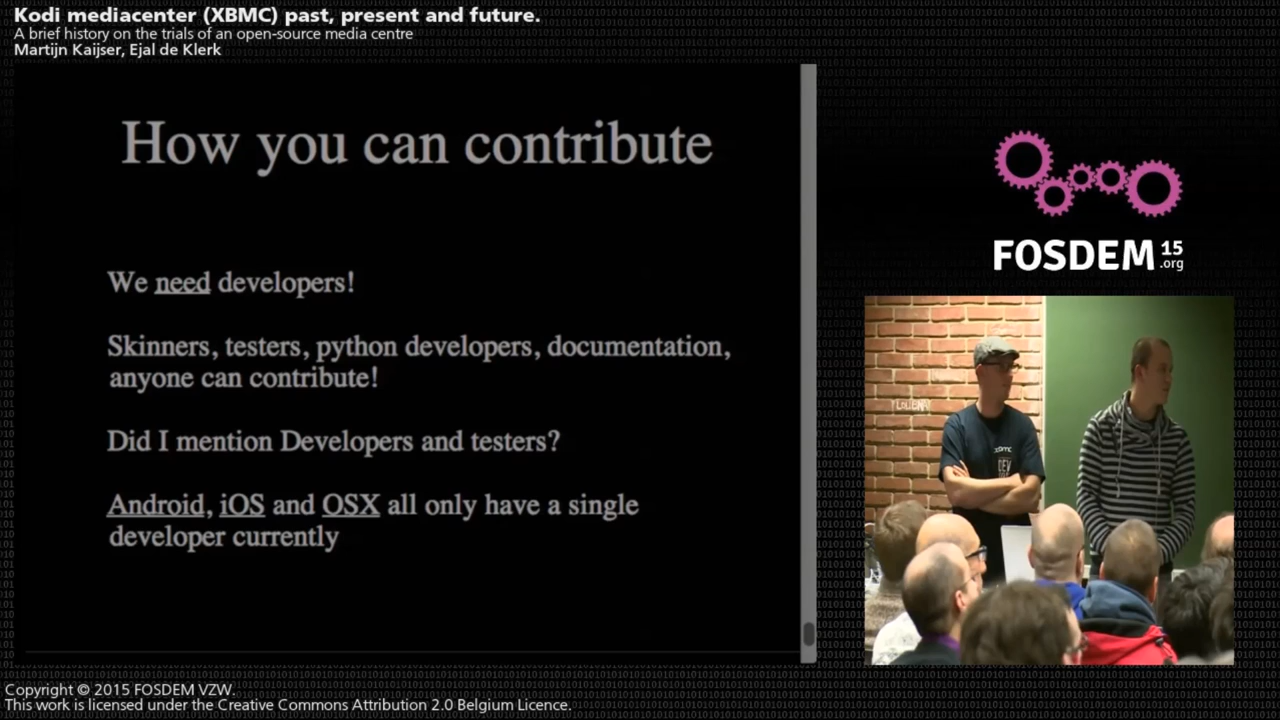 Kodi mediacenter (XBMC) past, present and future.
A brief history on the trials of an open-source media centre
Martijn Kaijser, Ejal de Klerk
How you can contribute
We need developers!
Skinners, testers, python developers, documentation,
anyone can contribute!
Did I mention Developers and testers?
Android, iOS and OSX all only have a single
developer currently
FOSDEM 15
.org
xbmc
DEV
Copyright © 2015 FOSDEM VZW.
This work is licensed under the Creative Commons Attribution 2.0 Belgium Licence.